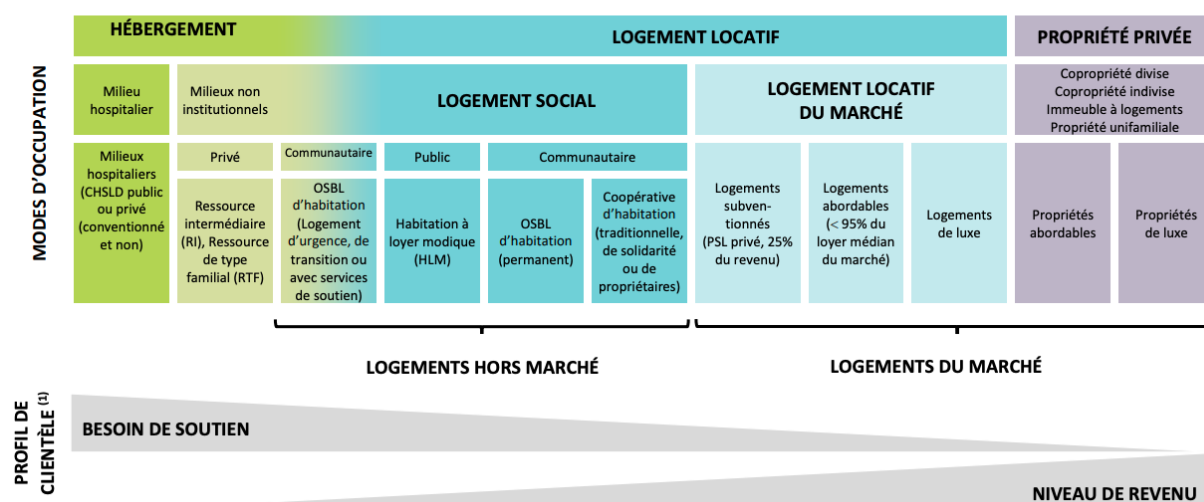 HÉBERGEMENT
LOGEMENT LOCATIF
PROPRIÉTÉ PRIVÉE
MODES D'OCCUPATION
Milieu
hospitalier
Milieux non
institutionnels
LOGEMENT SOCIAL
LOGEMENT LOCATIF
DU MARCHÉ
Copropriété divise
Copropriété indivise
Immeuble à logements
Propriété unifamiliale
Milieux
hospitaliers
(CHSLD public
ou privé
(conventionné
et non)
Privé
Communautaire
Public
Communautaire
Ressource
intermédiaire
(RI), Ressource
de type
familial (RTF)
OSBL
d'habitation
(Logement
d'urgence, de
transition ou
avec services
de soutien)
Habitation à
loyer modique
(HLM)
OSBL
d'habitation
(permanent)
Coopérative
d'habitation
(traditionnelle,
de solidarité
ou de
propriétaires)
Logements
subven-
tionnés
(PSL privé, 25%
du revenu)
Logements
abordables
(< 95% du
loyer médian
du marché)
Logements
de luxe
Propriétés
abordables
Propriétés
de luxe
LOGEMENTS HORS MARCHÉ
LOGEMENTS DU MARCHÉ
PROFIL DE
CLIENTÈLE (1)
BESOIN DE SOUTIEN
NIVEAU DE REVENU